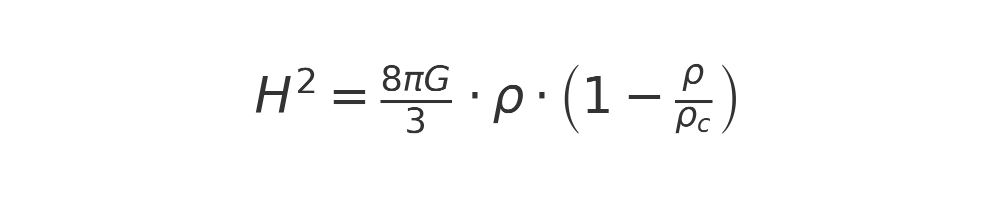 H² = 8πG/3 · ρ · (1 − ρ/ρ_c)